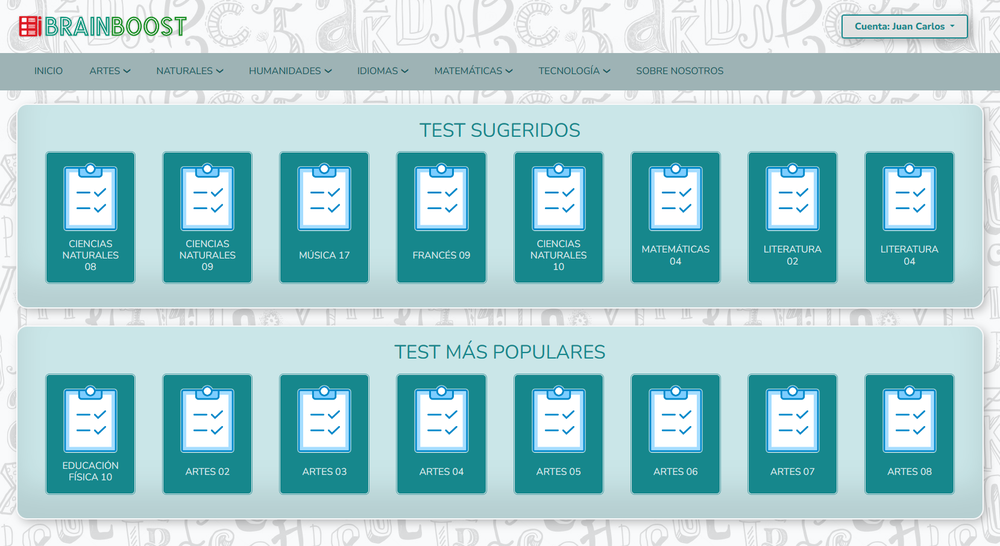 BRAINBOOST
Cuenta: Juan Carlos
INICIO ARTES NATURALES HUMANIDADES IDIOMAS MATEMÁTICAS TECNOLOGÍA SOBRE NOSOTROS
TEST SUGERIDOS
CIENCIAS
NATURALES
08
CIENCIAS
NATURALES
09
MÚSICA 17
FRANCÉS 09
CIENCIAS
NATURALES
10
MATEMÁTICAS
04
LITERATURA
02
LITERATURA
04
TEST MÁS POPULARES
EDUCACIÓN
FÍSICA 10
ARTES 02
ARTES 03
ARTES 04
ARTES 05
ARTES 06
ARTES 07
ARTES 08